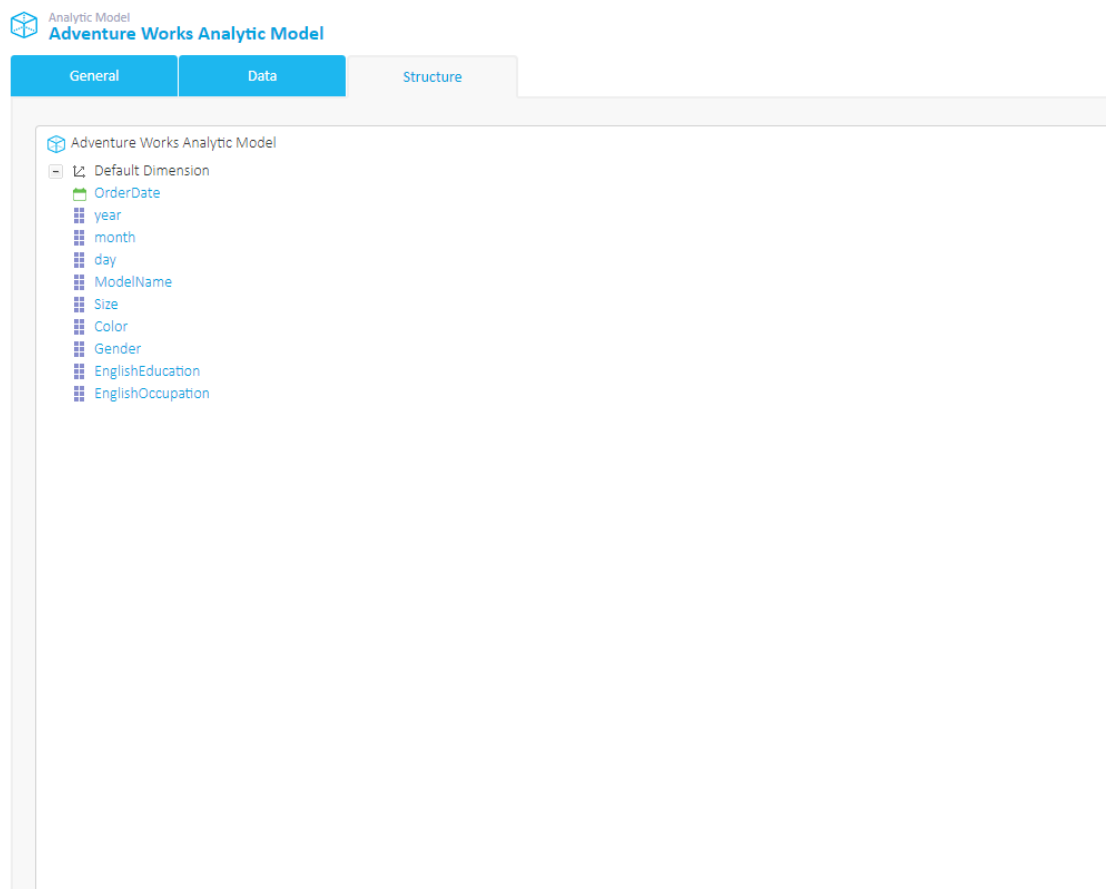 Analytic Model
Adventure Works Analytic Model
General Data Structure
Adventure Works Analytic Model
Default Dimension
OrderDate
year
month
day
ModelName
Size
Color
Gender
EnglishEducation
EnglishOccupation